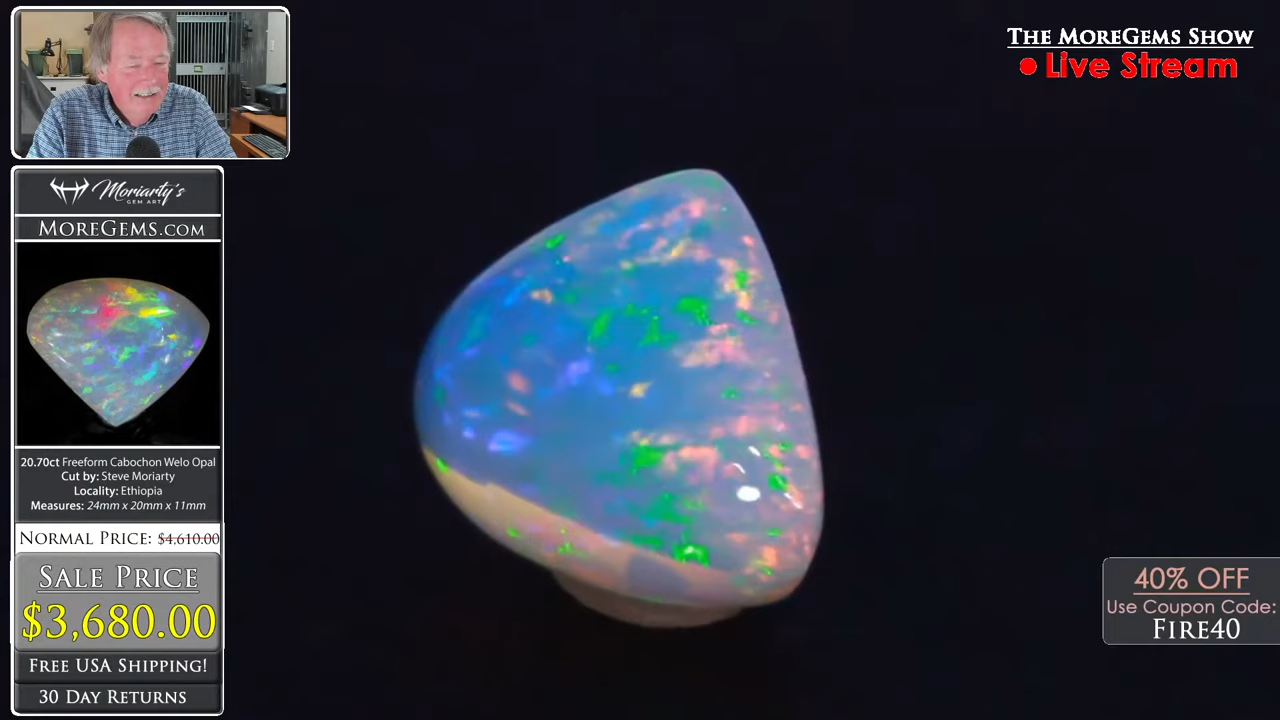 THE MOREGEMS SHOW
Live Stream
Moriarty's
GEM ART
MOREGEMS.COM
20.70ct Freeform Cabochon Welo Opal
Cut by: Steve Moriarty
Locality: Ethiopia
Measures: 24mm x 20mm x 11mm
NORMAL PRICE: $4,610.00
SALE PRICE
$3,680.00
FREE USA SHIPPING!
30 DAY RETURNS
40% OFF
Use Coupon Code:
FIRE40